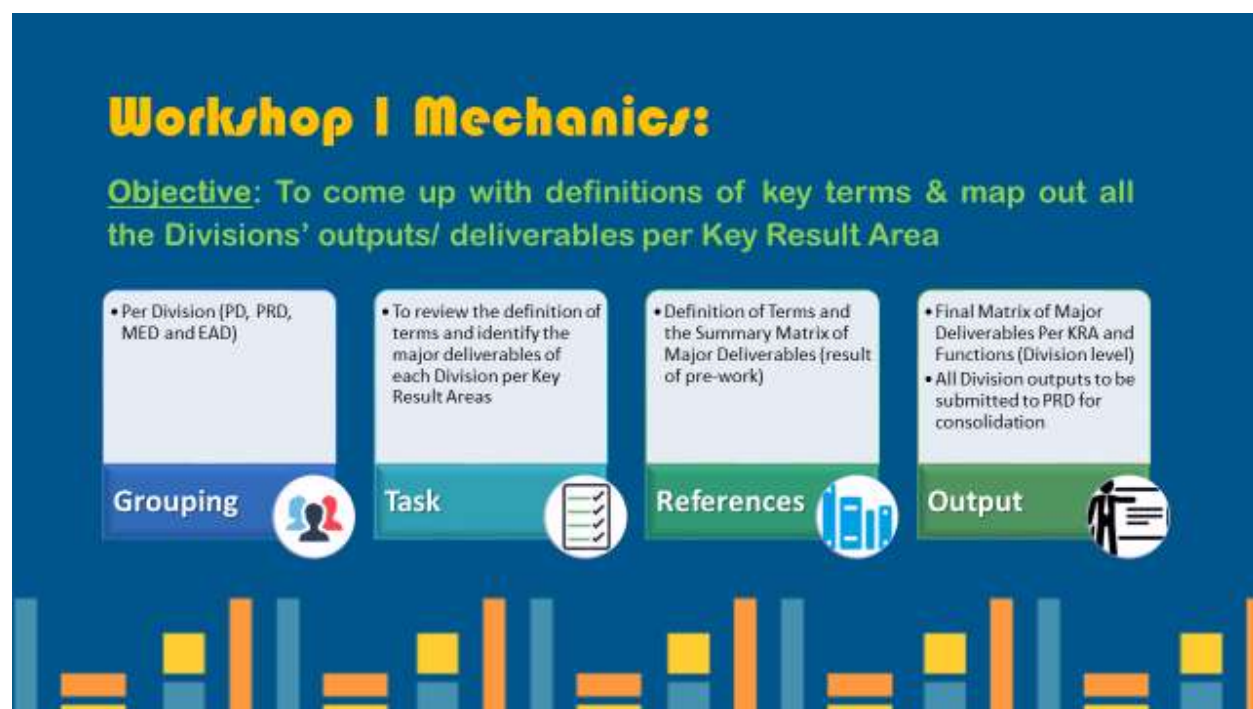 Workshop 1 Mechanics:
Objective: To come up with definitions of key terms & map out all
the Divisions' outputs/ deliverables per Key Result Area
• Per Division (PD, PRD,
MED and EAD)
Grouping
• To review the definition of
terms and identify the
major deliverables of
each Division per Key
Result Areas
Task
• Definition of Terms and
the Summary Matrix of
Major Deliverables (result
of pre-work)
References
• Final Matrix of Major
Deliverables Per KRA and
Functions (Division level)
• All Division outputs to be
submitted to PRD for
consolidation
Output